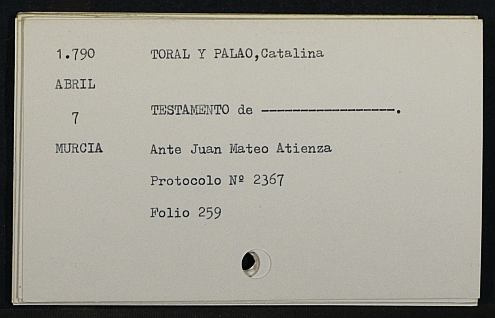 1.790 TORAL Y PALAO,Catalina
ABRIL
7 TESTAMENTO de -----------------.
MURCIA Ante Juan Mateo Atienza
Protocolo Nº 2367
Folio 259